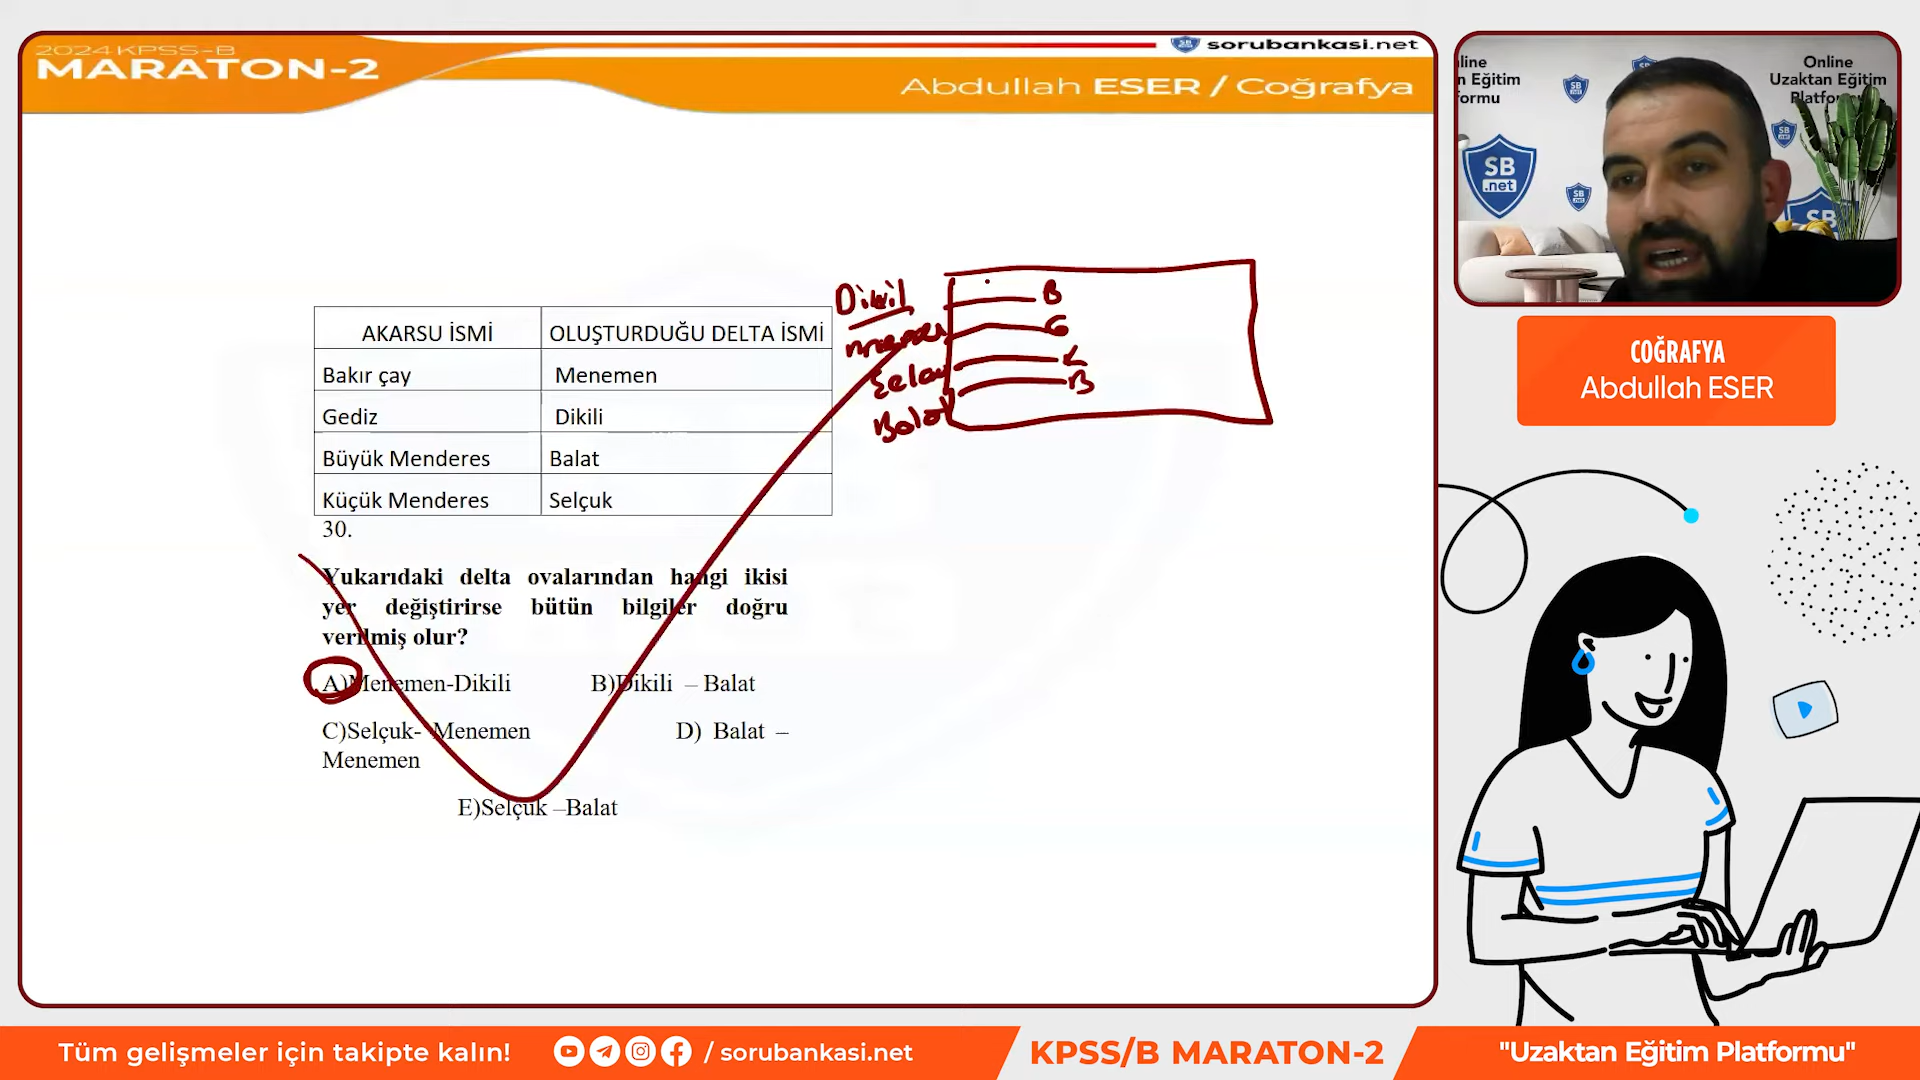 2024 KPSS-B
MARATON-2
sorubankasi.net
Abdullah ESER / Coğrafya
Online
Uzaktan Eğitim
SB
.net
COĞRAFYA
Abdullah ESER
AKARSU İSMİ OLUŞTURDUĞU DELTA İSMİ
Bakır çay Menemen
Gediz Dikili
Büyük Menderes Balat
Küçük Menderes Selçuk
30.
Yukarıdaki delta ovalarından hangi ikisi
yer değiştirirse bütün bilgiler doğru
verilmiş olur?
A)Menemen-Dikili B)Dikili – Balat
C)Selçuk- Menemen D) Balat –
Menemen
E)Selçuk –Balat
B
G
K
B
Balat
Tüm gelişmeler için takipte kalın!
/ sorubankasi.net
KPSS/B MARATON-2
"Uzaktan Eğitim Platformu"